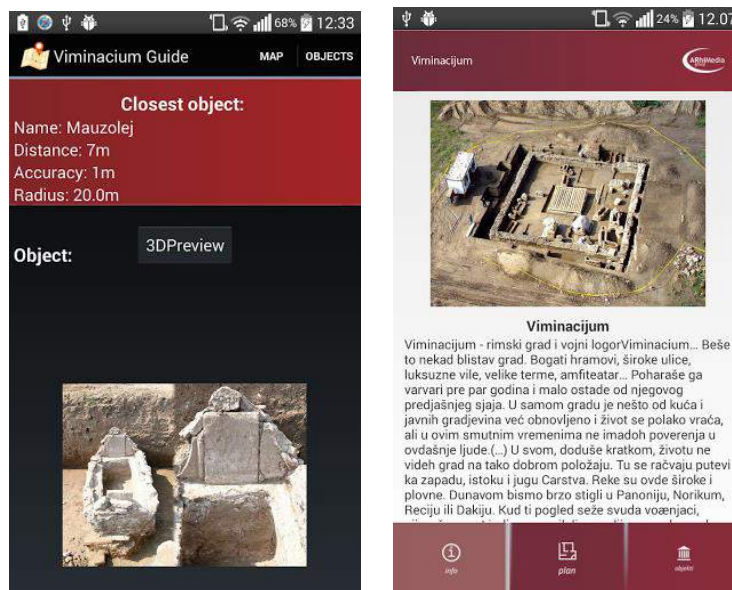 68% 12:33
Viminacium Guide MAP OBJECTS
Closest object:
Name: Mauzolej
Distance: 7m
Accuracy: 1m
Radius: 20.0m
Object: 3DPreview
24% 12.07
Vimincijum ARhiMedia
Viminacijum
Viminacijum - rimski grad i vojni logorViminacium... Beše
to nekad blistav grad. Bogati hramovi, široke ulice,
luksuzne vile, velike terme, amfiteatar... Poharaše ga
varvari pre par godina i malo ostade od njegovog
predjašnjeg sjaja. U samom gradu je nešto od kuća i
javnih gradjevina već obnovljeno i život se polako vraća,
ali u ovim smutnim vremenima ne imadoh poverenja u
ovdašnje ljude.(...) U svom, doduše kratkom, životu ne
videh grad na tako dobrom položaju. Tu se račvaju putevi
ka zapadu, istoku i jugu Carstva. Reke su ovde široke i
plovne. Dunavom bismo brzo stigli u Panoniju, Norikum,
Reciju ili Dakiju. Kud ti pogled seže svuda voænjaci,
info plan objekti